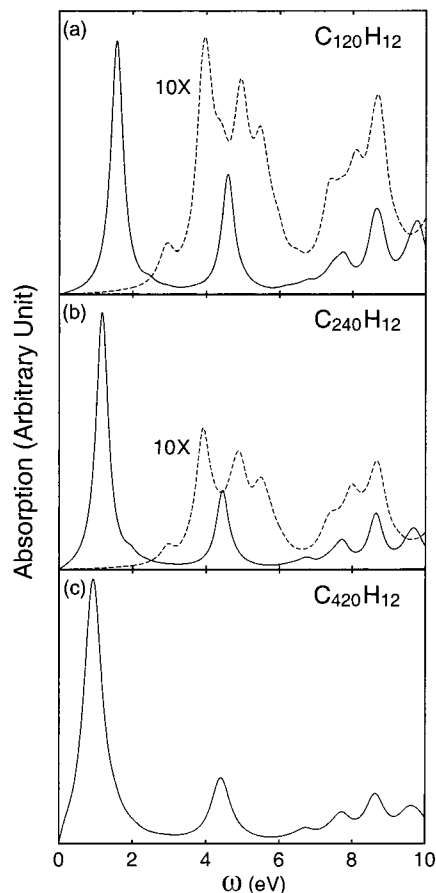 (a)
C120H12
10X
(b)
C240H12
10X
(c)
C420H12
Absorption (Arbitrary Unit)
0 2 4 6 8 10
ω (eV)